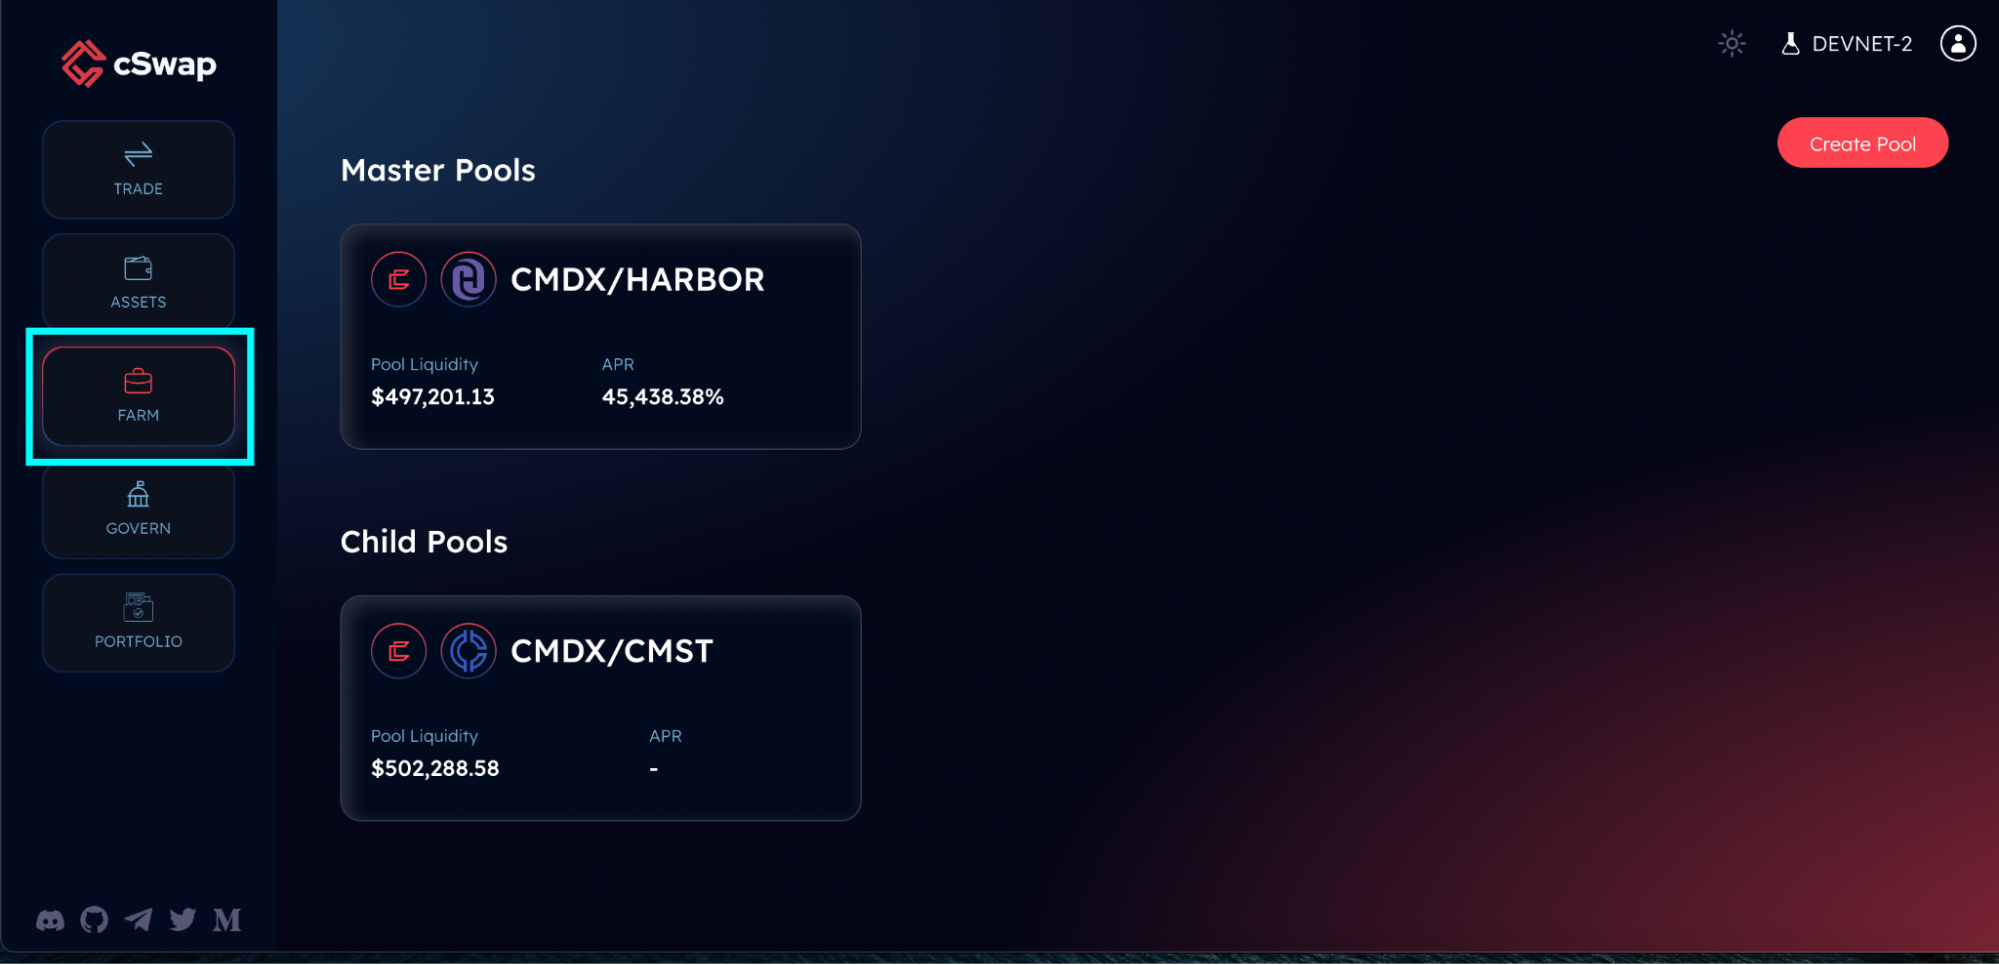 cSwap
TRADE
ASSETS
FARM
GOVERN
PORTFOLIO
DEVNET-2
Create Pool
Master Pools
CMDX/HARBOR
Pool Liquidity APR
$497,201.13 45,438.38%
Child Pools
CMDX/CMST
Pool Liquidity APR
$502,288.58 -